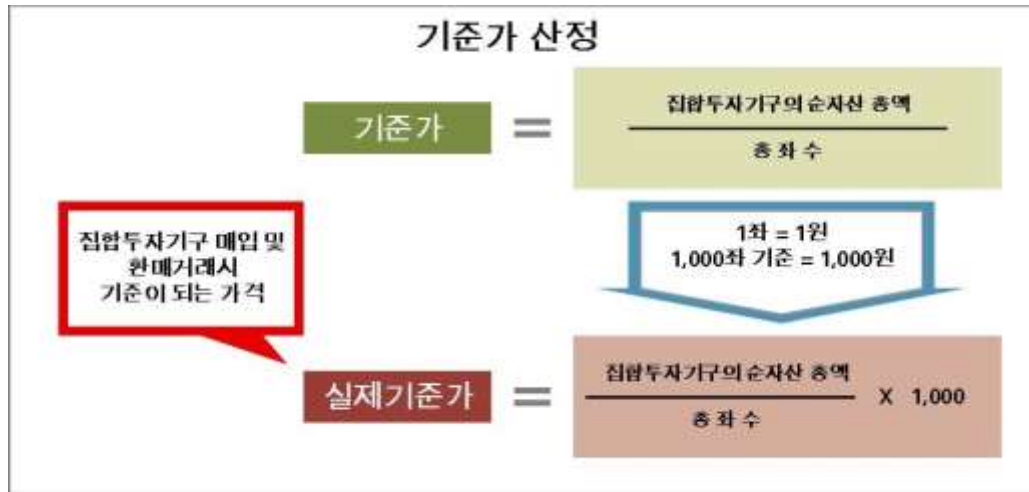 기준가 산정
기준가 =
집합투자기구의 순자산 총액
총 좌 수
집합투자기구 매입 및
환매거래시
기준이 되는 가격
1좌 = 1원
1,000좌 기준 = 1,000원
실제기준가 =
집합투자기구의 순자산 총액
총 좌 수
X 1,000